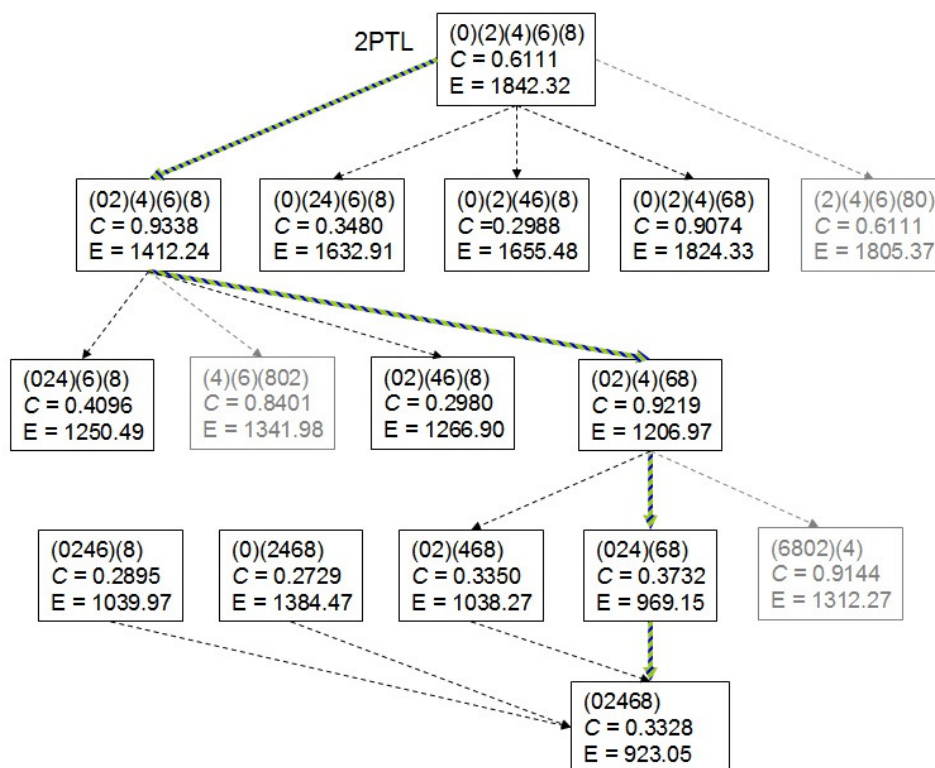 2PTL
(0)(2)(4)(6)(8)
C = 0.6111
E = 1842.32
(02)(4)(6)(8)
C = 0.9338
E = 1412.24
(0)(24)(6)(8)
C = 0.3480
E = 1632.91
(0)(2)(46)(8)
C =0.2988
E = 1655.48
(0)(2)(4)(68)
C = 0.9074
E = 1824.33
(2)(4)(6)(80)
C = 0.6111
E = 1805.37
(024)(6)(8)
C = 0.4096
E = 1250.49
(4)(6)(802)
C = 0.8401
E = 1341.98
(02)(46)(8)
C = 0.2980
E = 1266.90
(02)(4)(68)
C = 0.9219
E = 1206.97
(0246)(8)
C = 0.2895
E = 1039.97
(0)(2468)
C = 0.2729
E = 1384.47
(02)(468)
C = 0.3350
E = 1038.27
(024)(68)
C = 0.3732
E = 969.15
(6802)(4)
C = 0.9144
E = 1312.27
(02468)
C = 0.3328
E = 923.05